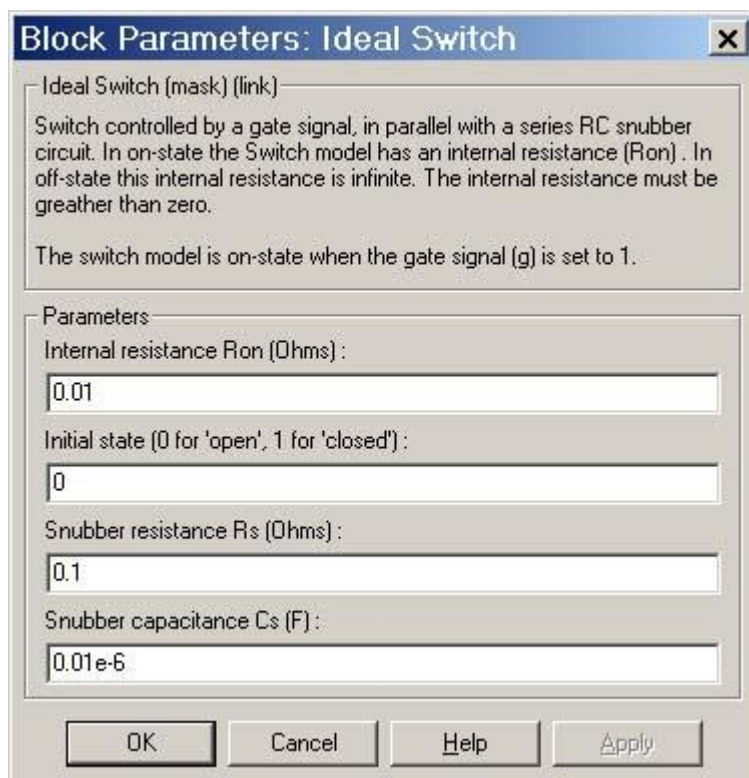 Block Parameters: Ideal Switch
Ideal Switch (mask) (link)
Switch controlled by a gate signal, in parallel with a series RC snubber
circuit. In on-state the Switch model has an internal resistance (Ron) . In
off-state this internal resistance is infinite. The internal resistance must be
greather than zero.
The switch model is on-state when the gate signal (g) is set to 1.
Parameters
Internal resistance Ron (Ohms) :
0.01
Initial state (0 for 'open', 1 for 'closed') :
0
Snubber resistance Rs (Ohms) :
0.1
Snubber capacitance Cs (F) :
0.01e-6
OK Cancel Help Apply